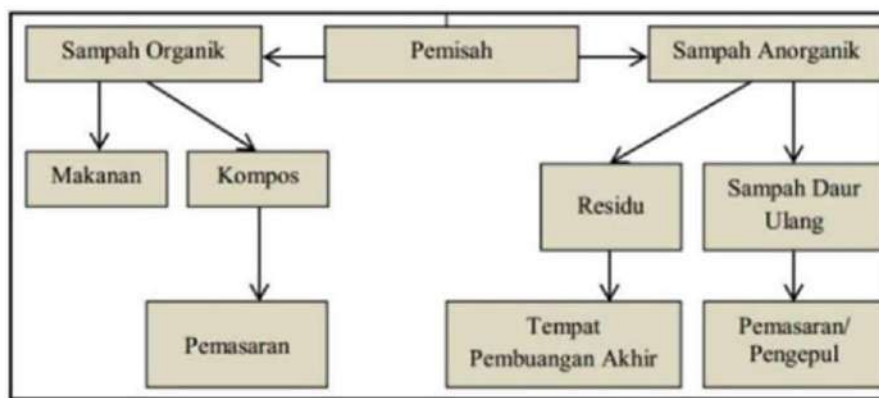 Sampah Organik
Pemisah
Sampah Anorganik
Makanan
Kompos
Residu
Sampah Daur
Ulang
Pemasaran
Tempat
Pembuangan Akhir
Pemasaran/
Pengepul